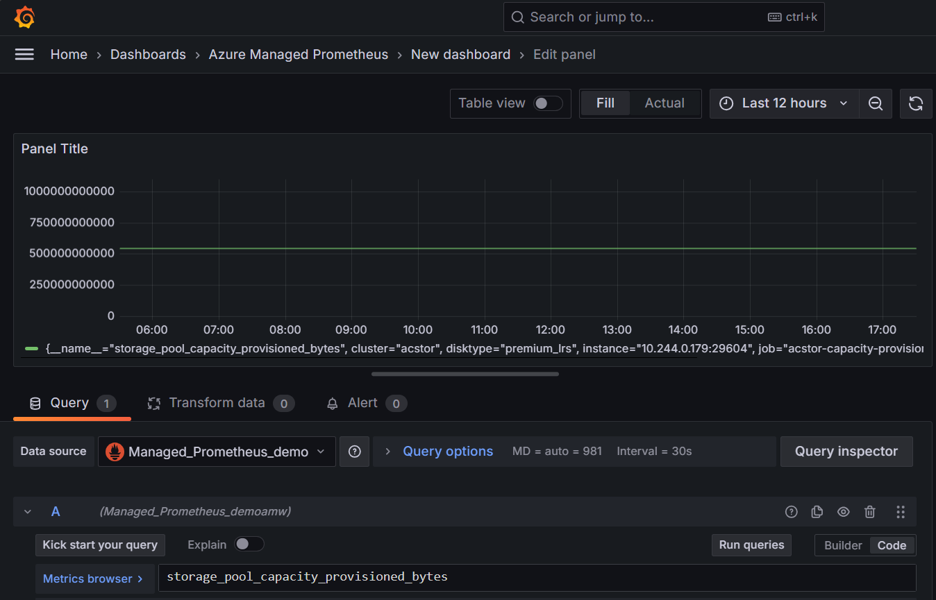 Search or jump to...
ctrl+k
Home › Dashboards › Azure Managed Prometheus › New dashboard › Edit panel
Table view
Fill
Actual
Last 12 hours
Panel Title
1000000000000
750000000000
500000000000
250000000000
0
06:00 07:00 08:00 09:00 10:00 11:00 12:00 13:00 14:00 15:00 16:00 17:00
{__name__="storage_pool_capacity_provisioned_bytes", cluster="acstor", disktype="premium_lrs", instance="10.244.0.179:29604", job="acstor-capacity-provision
Query 1
Transform data 0
Alert 0
Data source
Managed_Prometheus_demo
Query options
MD = auto = 981
Interval = 30s
Query inspector
A
(Managed_Prometheus_demoamw)
Kick start your query
Explain
Run queries
Builder
Code
Metrics browser ›
storage_pool_capacity_provisioned_bytes